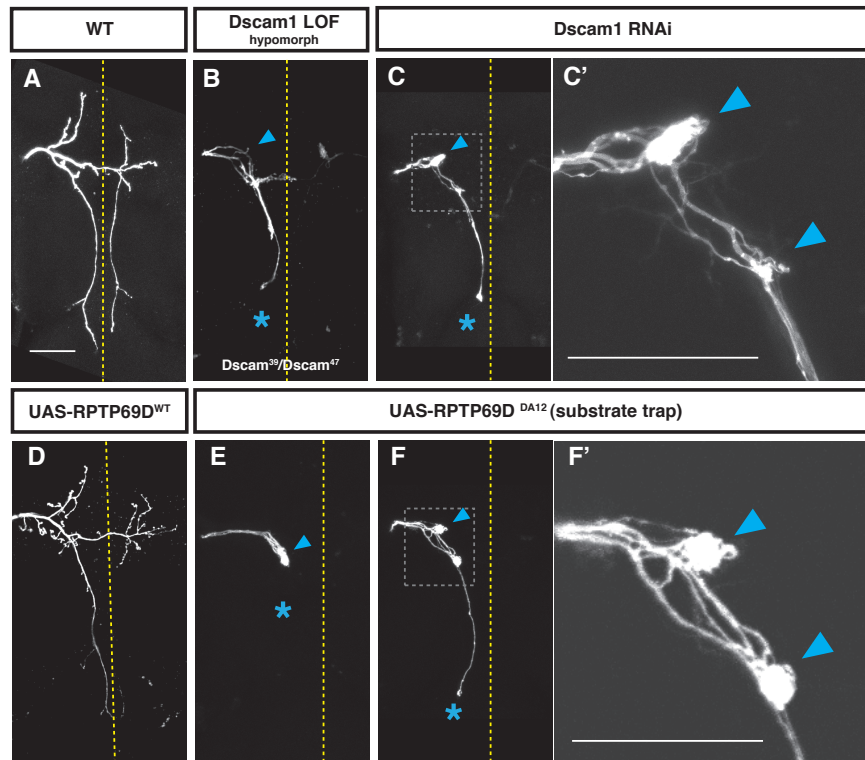 WT
Dscam1 LOF
hypomorph
Dscam1 RNAi
A
B
C
C'
*
*
Dscam³⁹/Dscam⁴⁷
UAS-RPTP69Dᵂᵀ
UAS-RPTP69D ᴰᴬ¹² (substrate trap)
D
E
F
F'
*
*